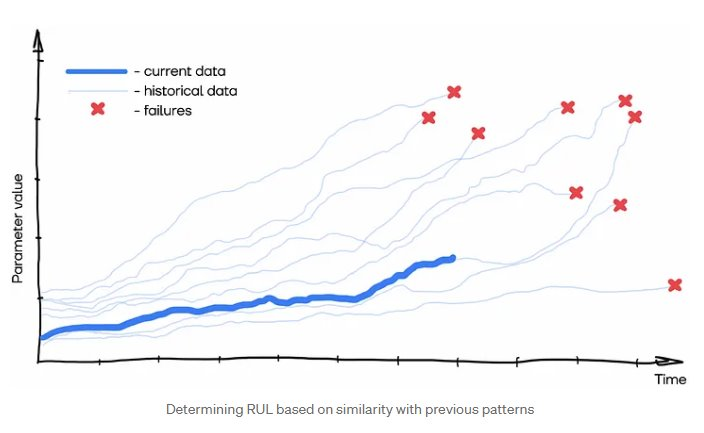 - current data
- historical data
- failures
Parameter value
Time
Determining RUL based on similarity with previous patterns